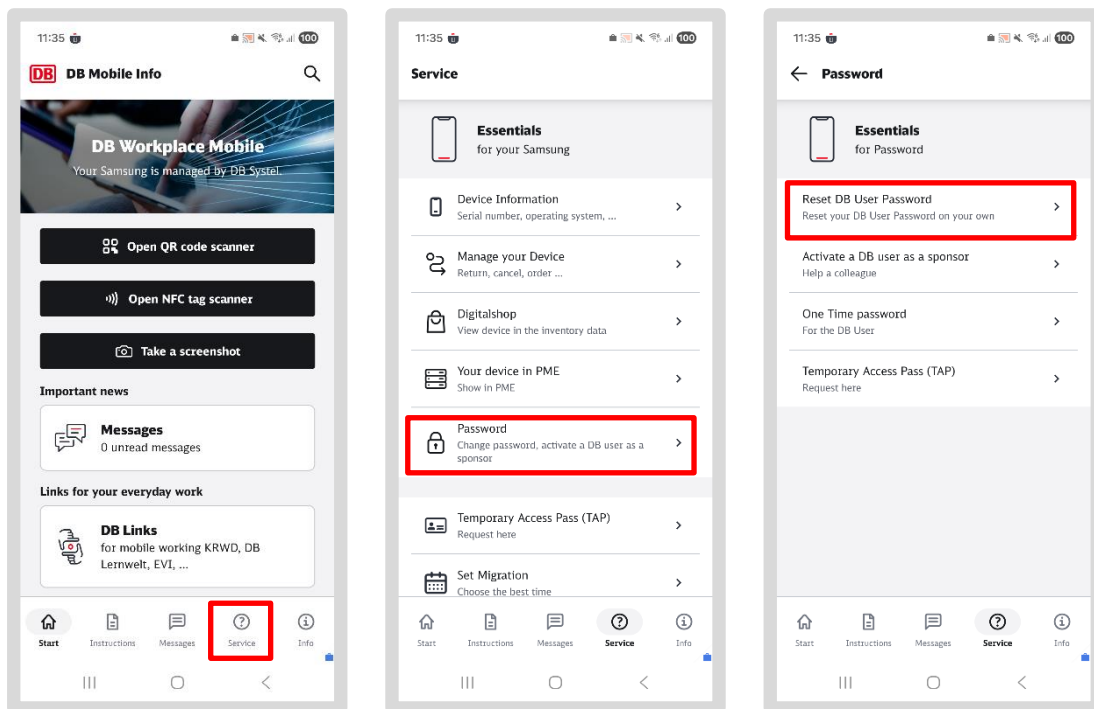 11:35
100
DB DB Mobile Info
DB Workplace Mobile
Your Samsung is managed by DB Systel.
Open QR code scanner
Open NFC tag scanner
Take a screenshot
Important news
Messages
0 unread messages
Links for your everyday work
DB Links
for mobile working KRWD, DB
Lernwelt, EVI, ...
Start Instructions Messages Service Info
11:35
100
Service
Essentials
for your Samsung
Device Information
Serial number, operating system, ...
Manage your Device
Return, cancel, order ...
Digitalshop
View device in the inventory data
Your device in PME
Show in PME
Password
Change password, activate a DB user as a
sponsor
Temporary Access Pass (TAP)
Request here
Set Migration
Choose the best time
Start Instructions Messages Service Info
11:35
100
Password
Essentials
for Password
Reset DB User Password
Reset your DB User Password on your own
Activate a DB user as a sponsor
Help a colleague
One Time password
For the DB User
Temporary Access Pass (TAP)
Request here
Start Instructions Messages Service Info